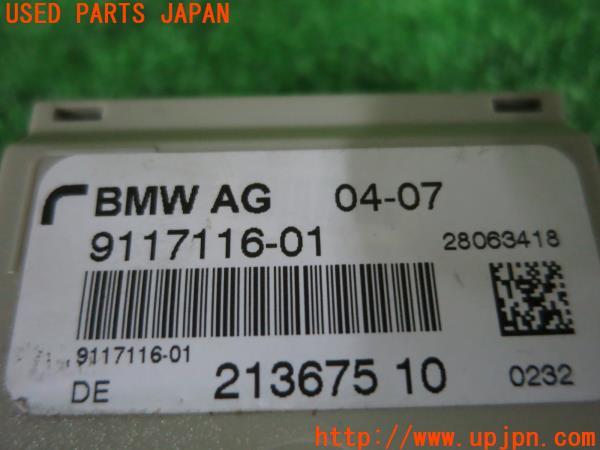 USED PARTS JAPAN
BMW AG 04-07
9117116-01 28063418
9117116-01
DE 213675 10 0232
http://www.upjpn.com